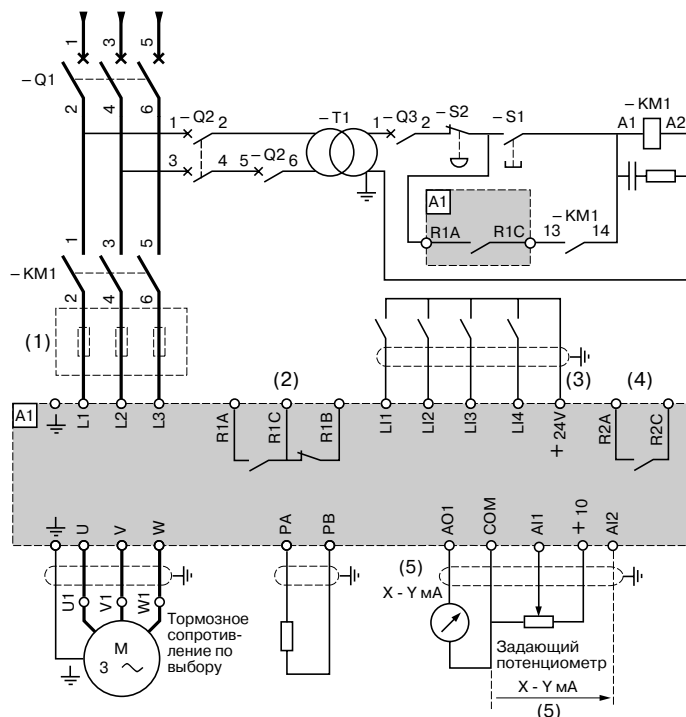 1 3 5
– Q1
2 4 6
1 – Q2 2
– T1
1 – Q3 2
– S2
– S1
– KM1
A1 A2
3 4 5 – Q2 6
A1
R1A R1C
13 – KM1 14
1 3 5
– KM1
2 4 6
(1)
(2)
(3)
(4)
A1
L1 L2 L3 R1A R1C R1B LI1 LI2 LI3 LI4 + 24V R2A R2C
U V W PA PB AO1 COM AI1 + 10 AI2
(5)
X - Y мА
U1 V1 W1
M
3
Тормозное
сопротив-
ление по
выбору
Задающий
потенциометр
X - Y мА
(5)